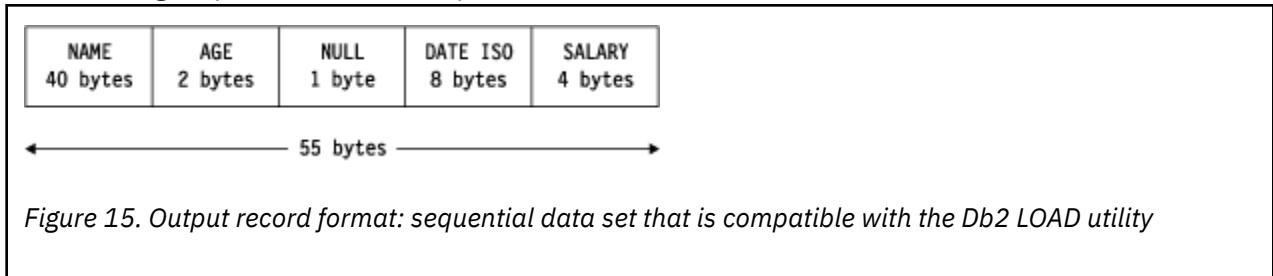 NAME AGE NULL DATE ISO SALARY
40 bytes 2 bytes 1 byte 8 bytes 4 bytes
55 bytes
Figure 15. Output record format: sequential data set that is compatible with the Db2 LOAD utility